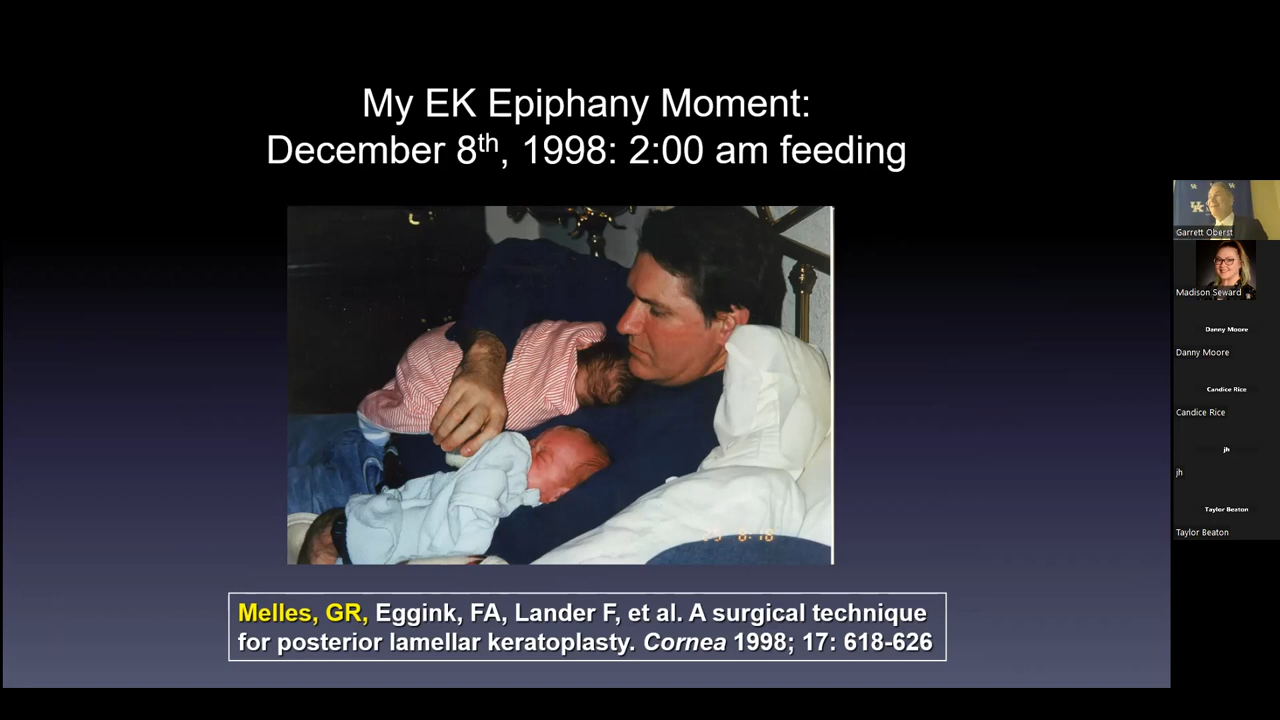 My EK Epiphany Moment:
December 8th, 1998: 2:00 am feeding
Melles, GR, Eggink, FA, Lander F, et al. A surgical technique
for posterior lamellar keratoplasty. Cornea 1998; 17: 618-626
UK
Garrett Oberst
Madison Seward
Danny Moore
Danny Moore
Candice Rice
Candice Rice
jh
jh
Taylor Beaton
Taylor Beaton